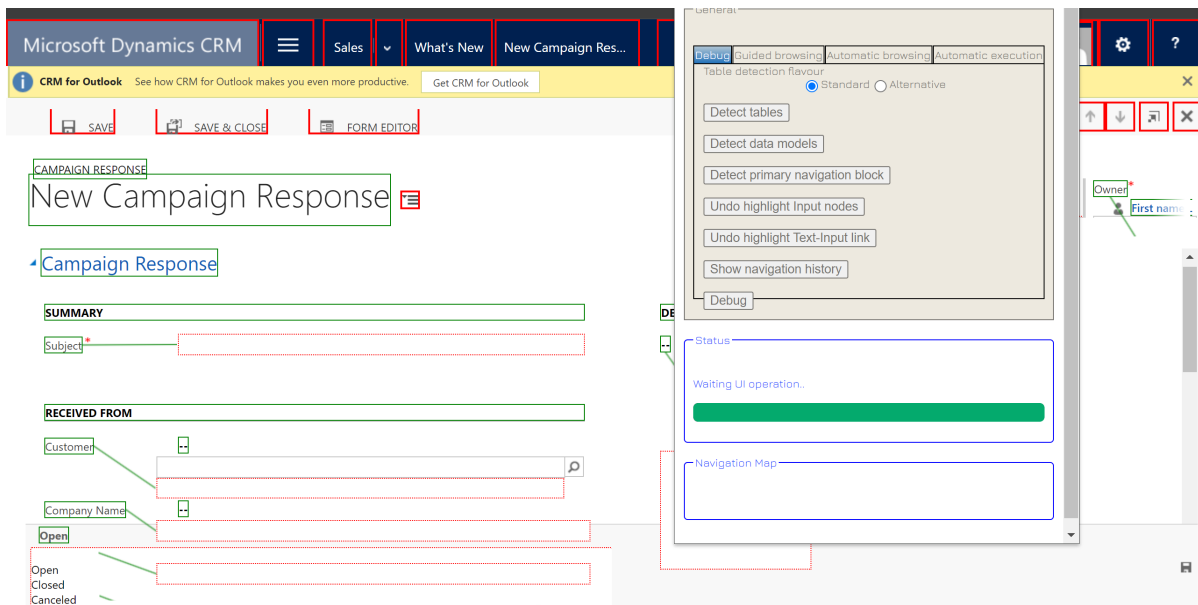 General
Microsoft Dynamics CRM
Sales
What's New
New Campaign Res...
?
Debug
Guided browsing
Automatic browsing
Automatic execution
CRM for Outlook See how CRM for Outlook makes you even more productive. Get CRM for Outlook
Table detection flavour
Standard Alternative
Detect tables
Detect data models
Detect primary navigation block
Undo highlight Input nodes
Undo highlight Text-Input link
Show navigation history
Debug
SAVE
SAVE & CLOSE
FORM EDITOR
CAMPAIGN RESPONSE
New Campaign Response
Owner*
First name
Campaign Response
SUMMARY
DE
Subject*
--
Status
Waiting UI operation..
RECEIVED FROM
Customer
--
Navigation Map
Company Name
--
Open
Open
Closed
Canceled